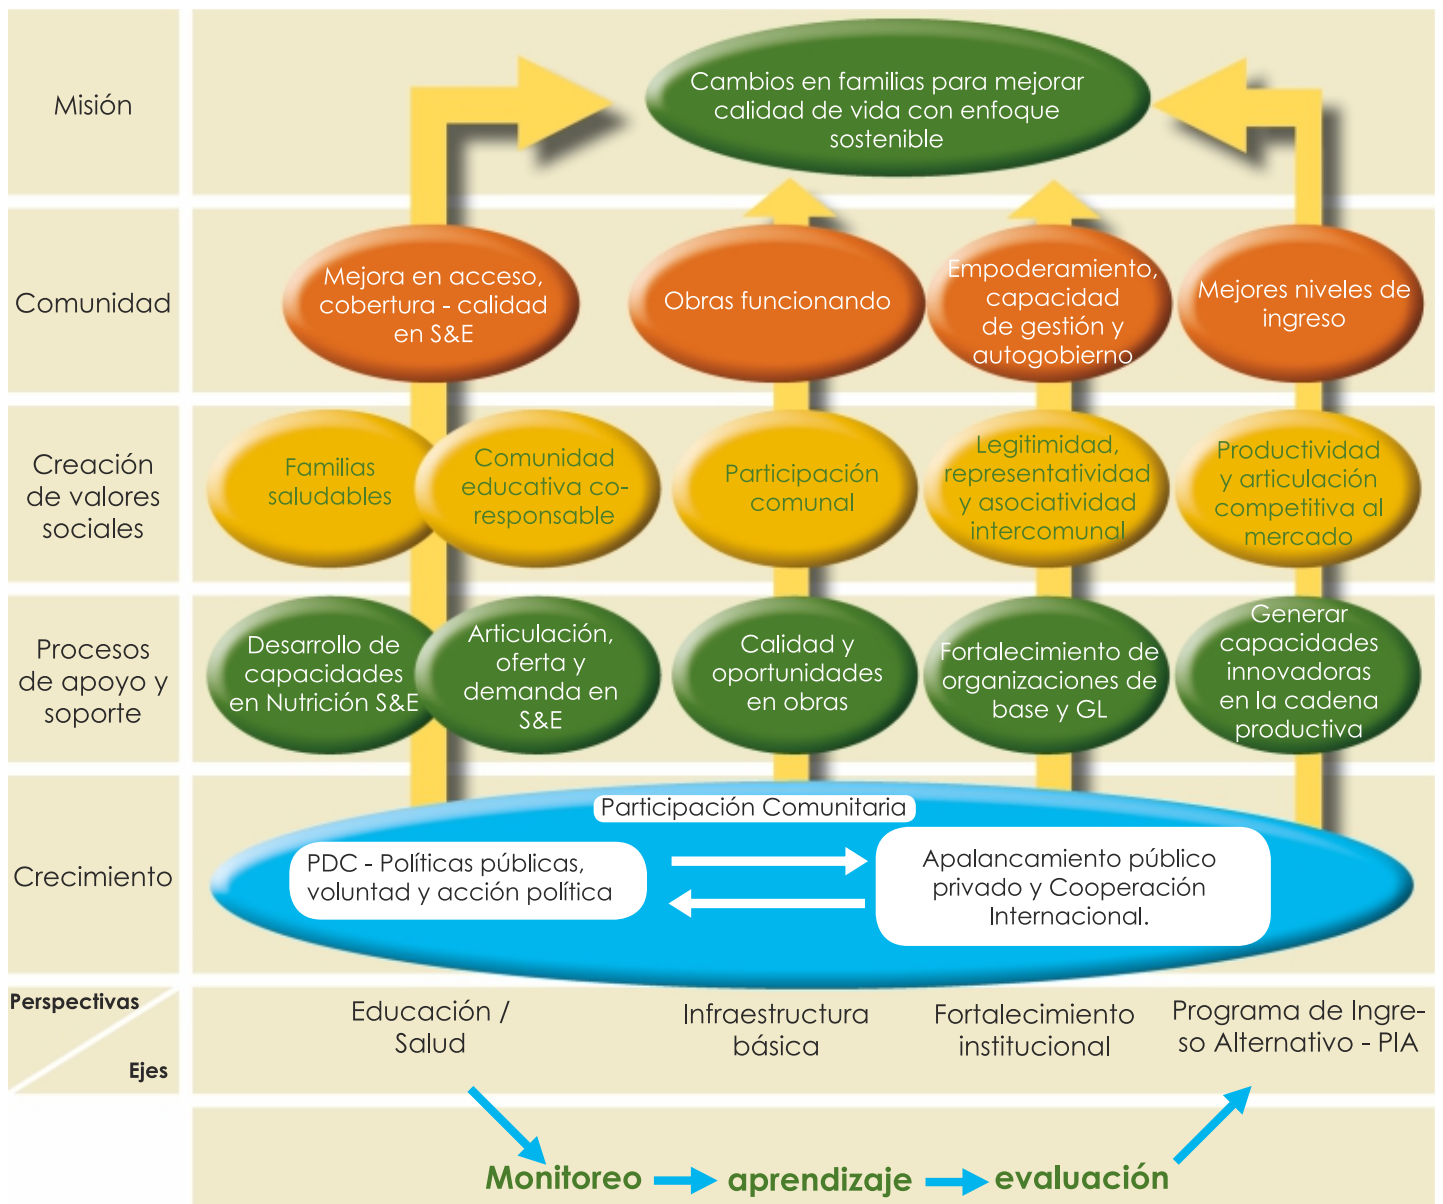 Misión
Cambios en familias para mejorar
calidad de vida con enfoque
sostenible
Comunidad
Mejora en acceso,
cobertura - calidad
en S&E
Obras funcionando
Empoderamiento,
capacidad
de gestión y
autogobierno
Mejores niveles de
ingreso
Creación
de valores
sociales
Familias
saludables
Comunidad
educativa co-
responsable
Participación
comunal
Legitimidad,
representatividad
y asociatividad
intercomunal
Productividad
y articulación
competitiva al
mercado
Procesos
de apoyo y
soporte
Desarrollo de
capacidades
en Nutrición S&E
Articulación,
oferta y
demanda en
S&E
Calidad y
oportunidades
en obras
Fortalecimiento de
organizaciones de
base y GL
Generar
capacidades
innovadoras
en la cadena
productiva
Crecimiento
Participación Comunitaria
PDC - Políticas públicas,
voluntad y acción política
Apalancamiento público
privado y Cooperación
Internacional.
Perspectivas
Ejes
Educación /
Salud
Infraestructura
básica
Fortalecimiento
institucional
Programa de Ingre-
so Alternativo - PIA
Monitoreo aprendizaje evaluación